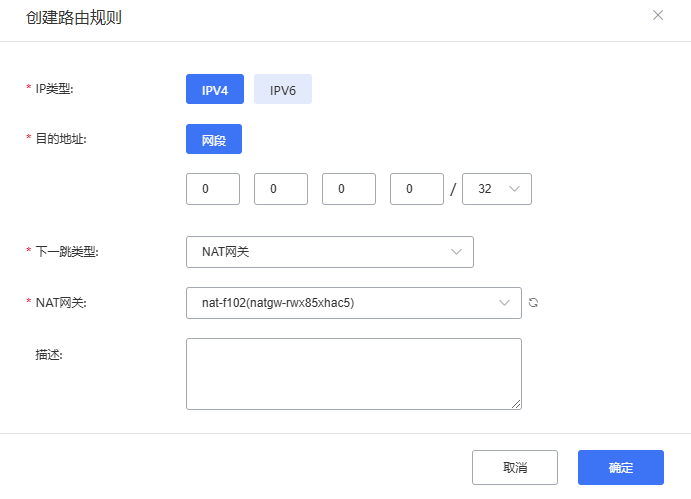 创建路由规则
* IP类型: IPV4 IPV6
* 目的地址: 网段
0 0 0 0 / 32
* 下一跳类型: NAT网关
* NAT网关: nat-f102(natgw-rwx85xhac5)
描述:
取消 确定